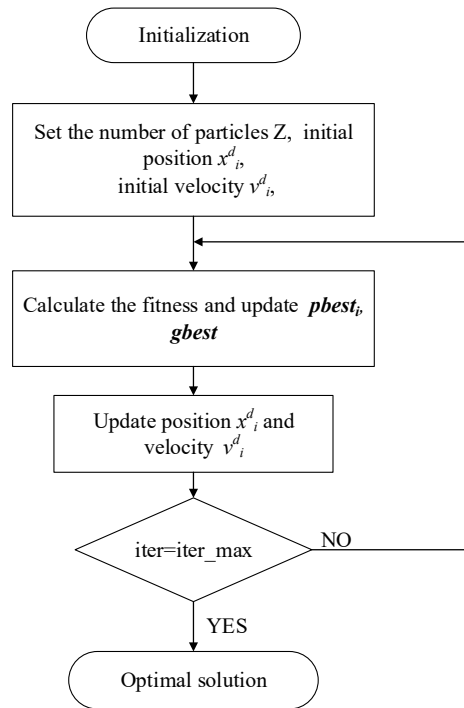 Initialization
Set the number of particles Z, initial
position x^d_i,
initial velocity v^d_i,
Calculate the fitness and update pbest_i,
gbest
Update position x^d_i and
velocity v^d_i
iter=iter_max
NO
YES
Optimal solution